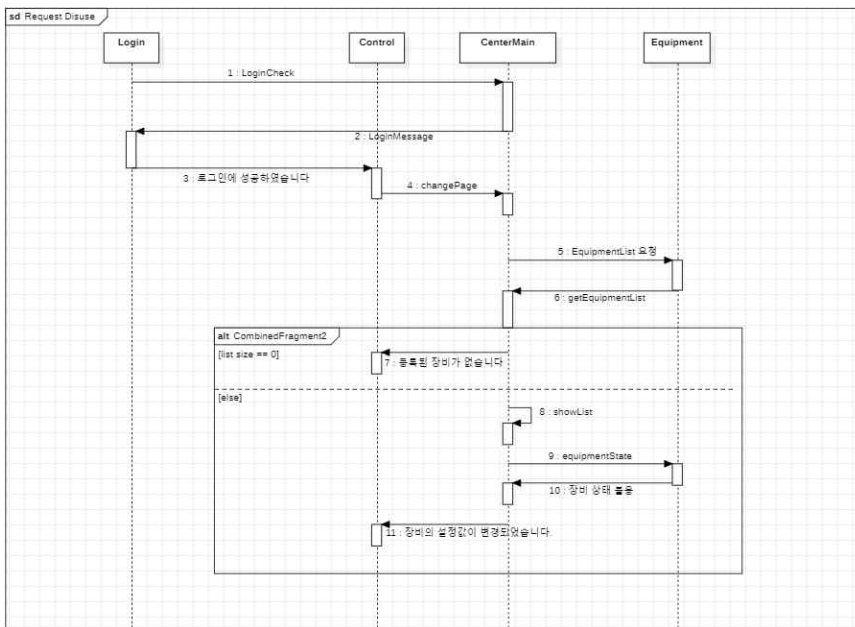 sd Request Disuse
Login
Control
CenterMain
Equipment
1 : LoginCheck
2 : LoginMessage
3 : 로그인에 성공하였습니다
4 : changePage
5 : EquipmentList 요청
6 : getEquipmentList
alt CombinedFragment2
[list size == 0]
7 : 등록된 장비가 없습니다
[else]
8 : showList
9 : equipmentState
10 : 장비 상태 불용
11 : 장비의 설정값이 변경되었습니다.